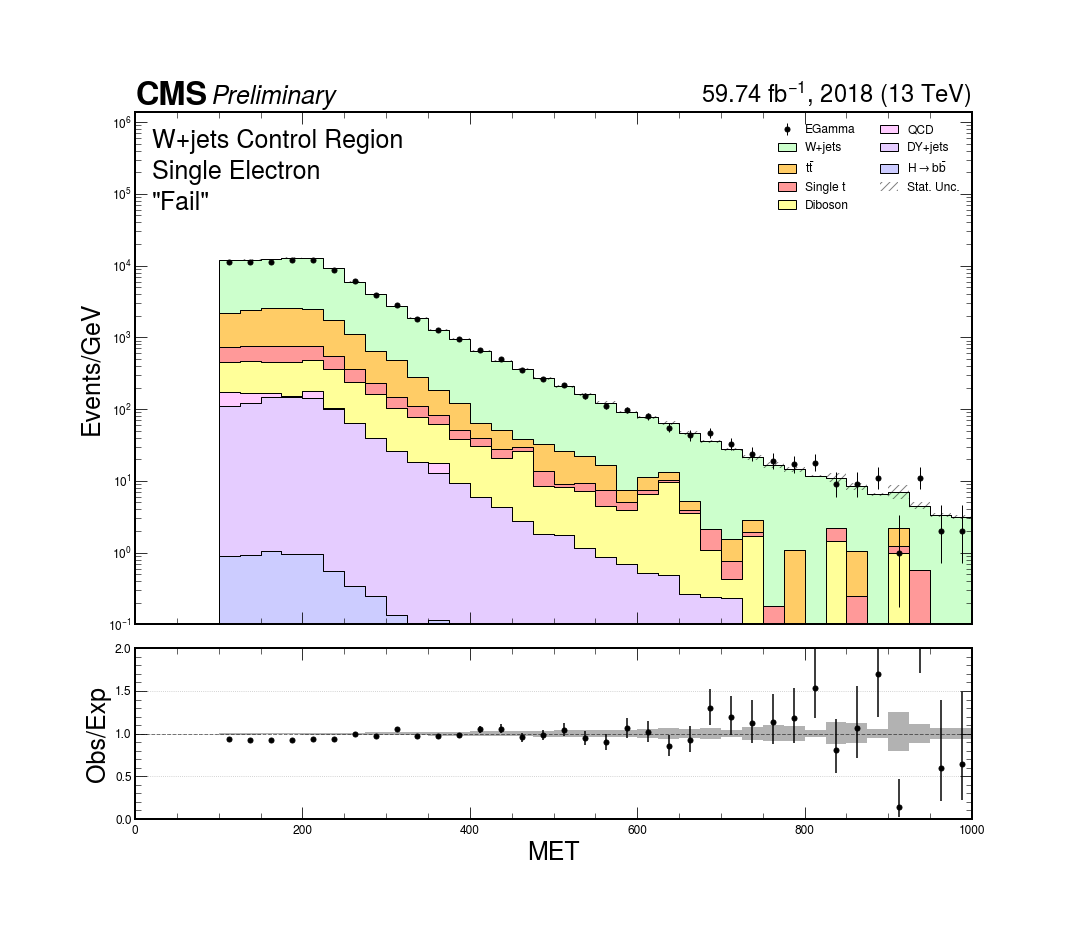 CMS Preliminary
59.74 fb⁻¹, 2018 (13 TeV)
W+jets Control Region
Single Electron
"Fail"
EGamma
W+jets
tt̄
Single t
Diboson
QCD
DY+jets
H→bb̄
Stat. Unc.
Events/GeV
10⁶
10⁵
10⁴
10³
10²
10¹
10⁰
10⁻¹
Obs/Exp
2.0
1.5
1.0
0.5
0.0
0 200 400 600 800 1000
MET